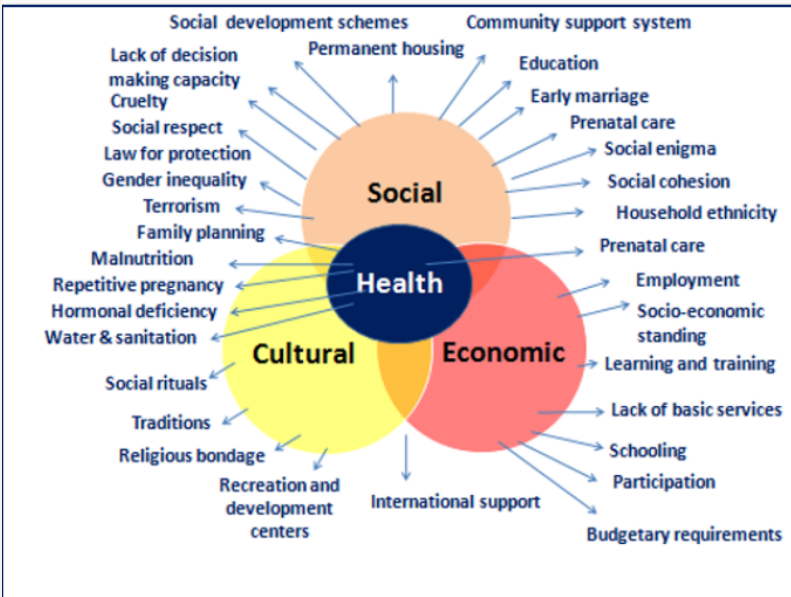 Social development schemes
Community support system
Permanent housing
Lack of decision
making capacity
Education
Cruelty
Early marriage
Social respect
Prenatal care
Law for protection
Social enigma
Gender inequality
Social cohesion
Social
Terrorism
Household ethnicity
Family planning
Prenatal care
Malnutrition
Repetitive pregnancy
Health
Employment
Hormonal deficiency
Socio-economic
standing
Water & sanitation
Cultural
Economic
Learning and training
Social rituals
Lack of basic services
Traditions
Schooling
Religious bondage
Participation
Recreation and
development
centers
International support
Budgetary requirements